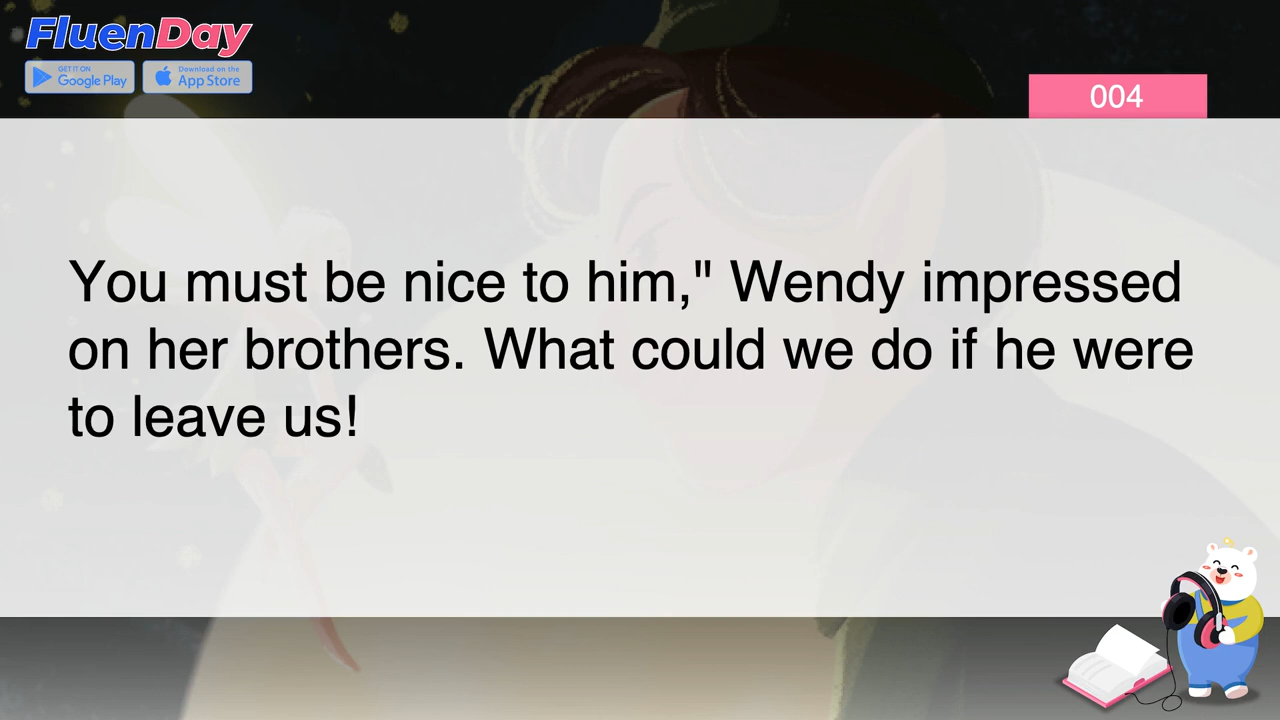 FluenDay
GET IT ON
Google Play
Download on the
App Store
004
You must be nice to him," Wendy impressed
on her brothers. What could we do if he were
to leave us!